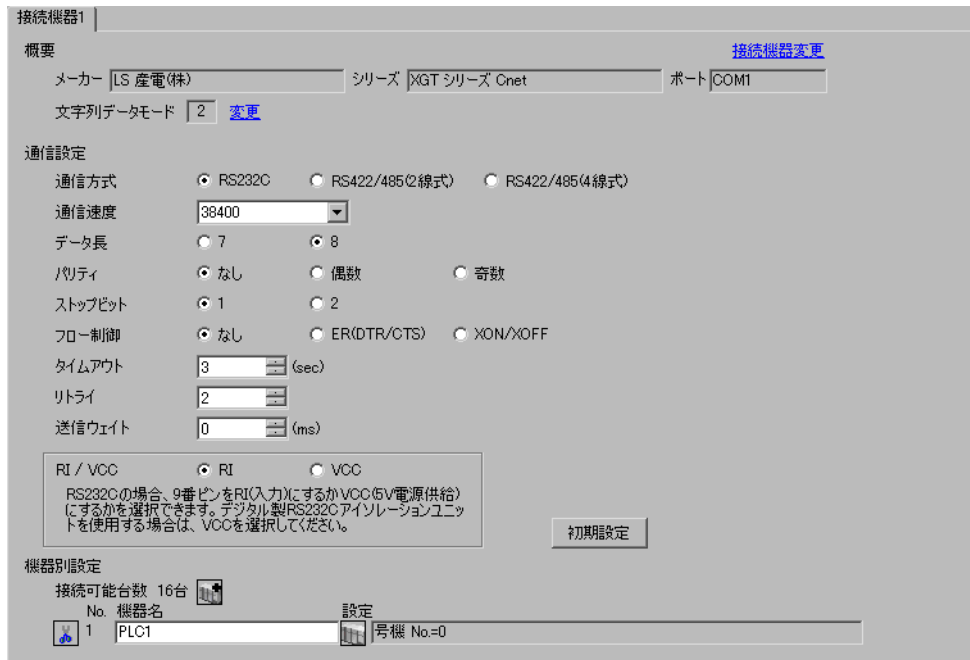 接続機器1
概要
接続機器変更
メーカー LS 産電(株) シリーズ XGT シリーズ Cnet ポート COM1
文字列データモード 2 変更
通信設定
通信方式 RS232C RS422/485(2線式) RS422/485(4線式)
通信速度 38400
データ長 7 8
パリティ なし 偶数 奇数
ストップビット 1 2
フロー制御 なし ER(DTR/CTS) XON/XOFF
タイムアウト 3 (sec)
リトライ 2
送信ウェイト 0 (ms)
RI / VCC RI VCC
RS232Cの場合、9番ピンをRI(入力)にするかVCC(5V電源供給)
にするかを選択できます。デジタル製RS232Cアイソレーションユニッ
トを使用する場合は、VCCを選択してください。
初期設定
機器別設定
接続可能台数 16台
No. 機器名 設定
1 PLC1 号機 No.=0